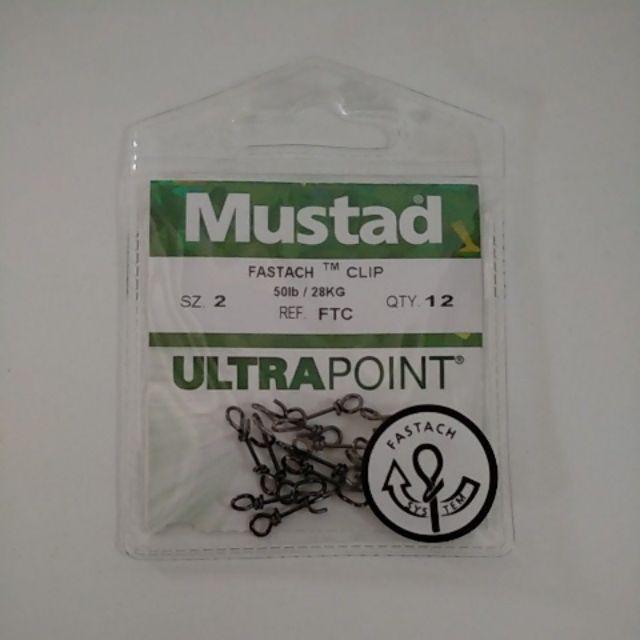 Mustad
FASTACH ™ CLIP
50lb / 28KG
SZ. 2
REF. FTC
QTY. 12
ULTRAPOINT®
FASTACH
SYSTEM